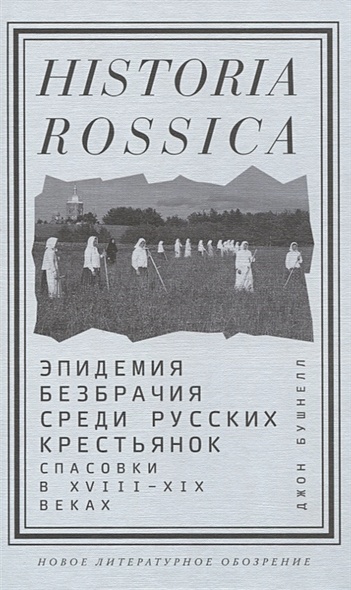 HISTORIA
ROSSICA
ЭПИДЕМИЯ
БЕЗБРАЧИЯ
СРЕДИ РУССКИХ
КРЕСТЬЯНОК
СПАСОВКИ
В XVIII–XIX
ВЕКАХ
ДЖОН БУШНЕЛЛ
НОВОЕ ЛИТЕРАТУРНОЕ ОБОЗРЕНИЕ